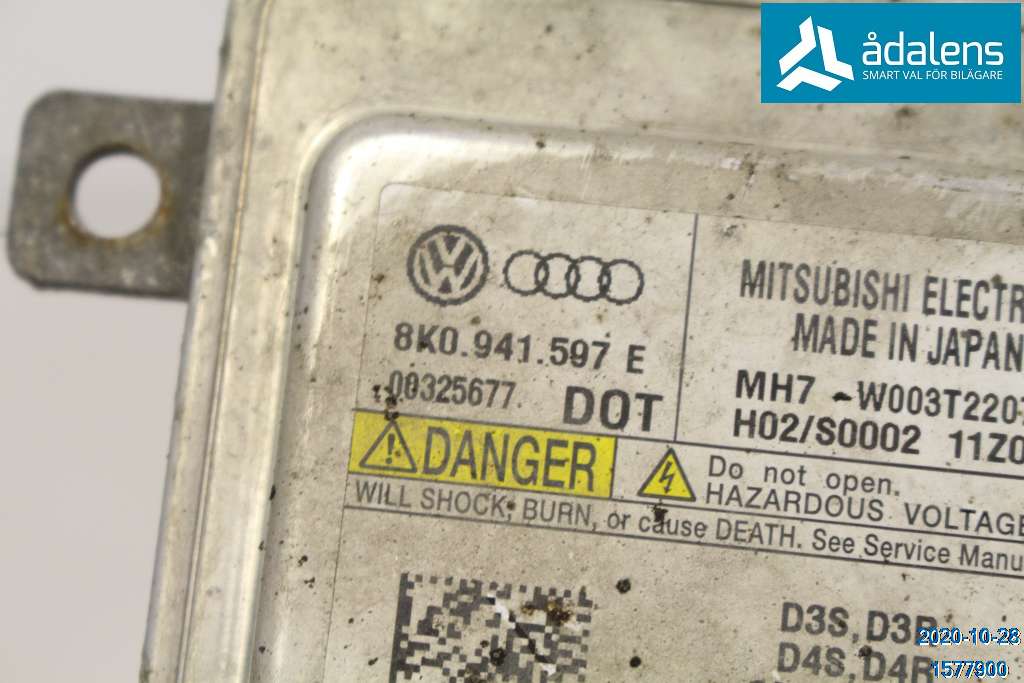 ådalens
SMART VAL FÖR BILÄGARE
8K0.941.597 E
00325677
DOT
MITSUBISHI ELECTR
MADE IN JAPAN
MH7 -W003T220
H02/S0002 11Z0
DANGER
Do not open.
HAZARDOUS VOLTAGE
WILL SHOCK, BURN, or cause DEATH. See Service Manu
D3S, D3R
D4S, D4R
2020-10-28
1577900